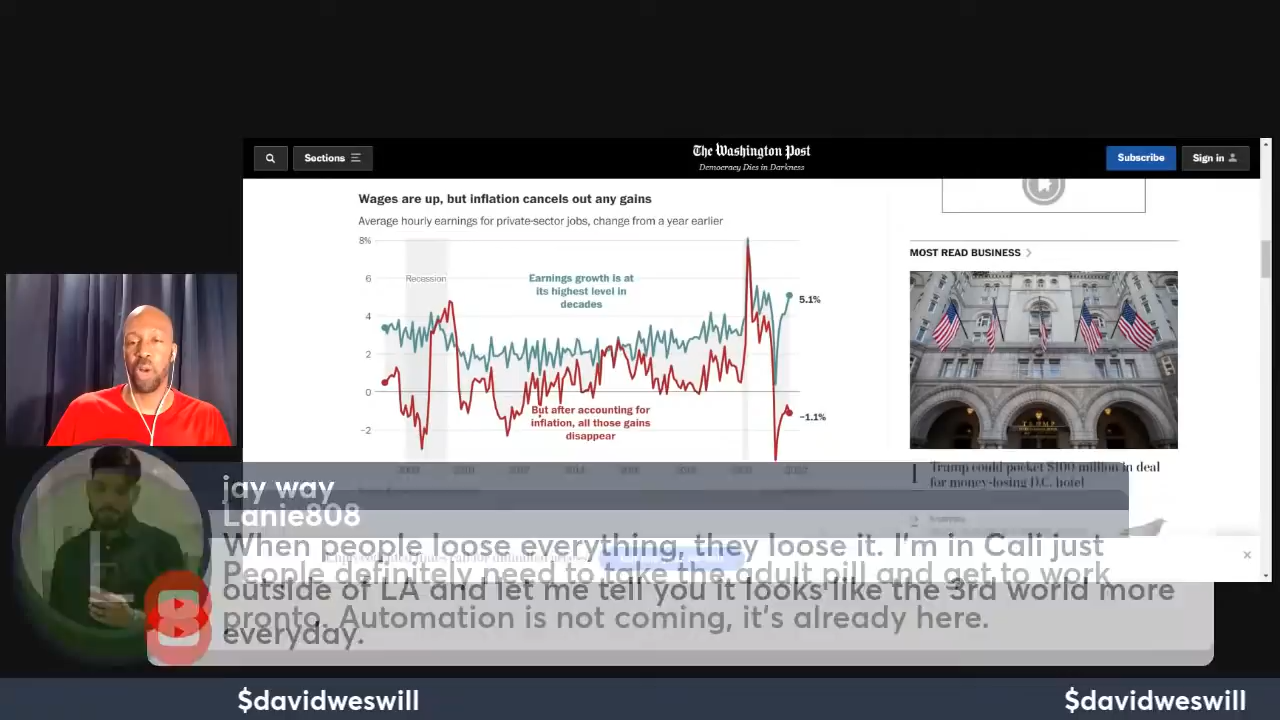 The Washington Post
Democracy Dies in Darkness
Sections
Subscribe
Sign in
Wages are up, but inflation cancels out any gains
Average hourly earnings for private-sector jobs, change from a year earlier
8%
6
4
2
0
-2
Recession
Earnings growth is at
its highest level in
decades
5.1%
But after accounting for
inflation, all those gains
disappear
-1.1%
MOST READ BUSINESS
TRUMP
1 Trump could pocket $100 million in deal
for money-losing D.C. hotel
2
jay way
Lanie808
When people loose everything, they loose it. I'm in Cali just
People definitely need to take the adult pill and get to work
outside of LA and let me tell you it looks like the 3rd world more
pronto. Automation is not coming, it's already here.
everyday.
$davidweswill
$davidweswill